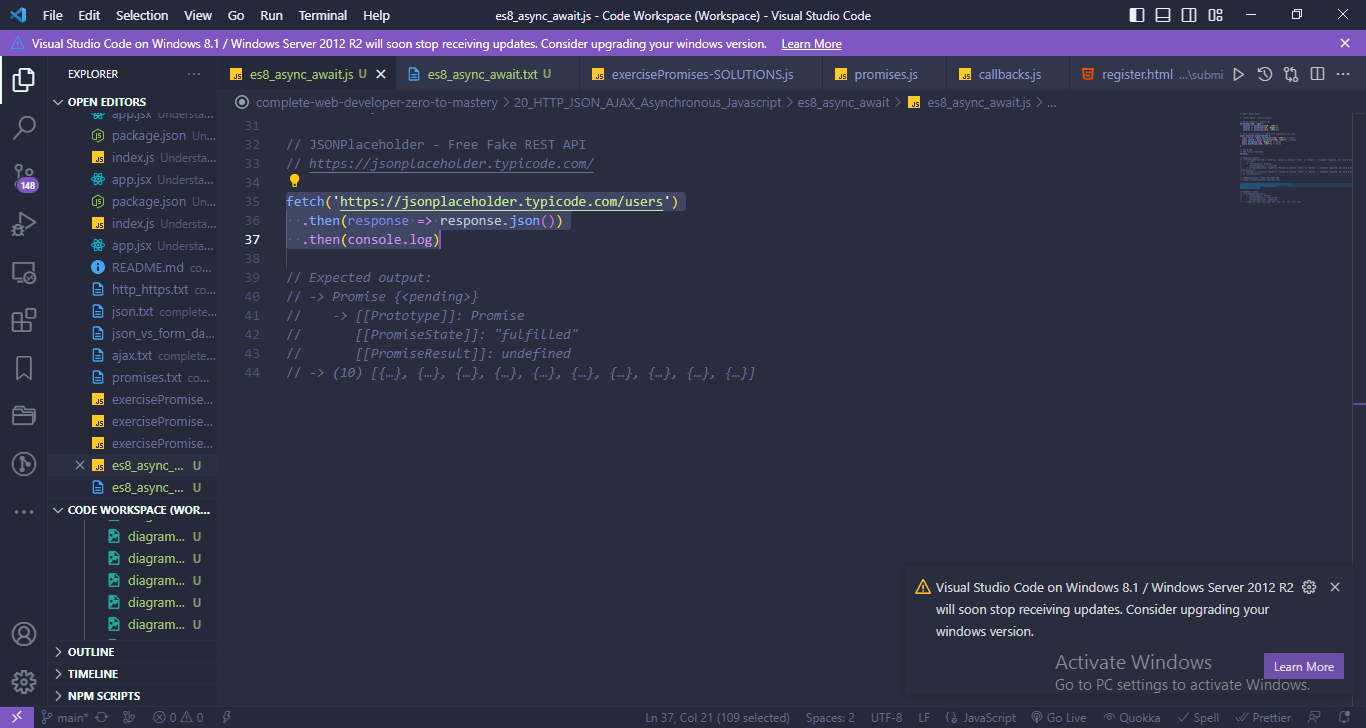 File Edit Selection View Go Run Terminal Help
es8_async_await.js - Code Workspace (Workspace) - Visual Studio Code
Visual Studio Code on Windows 8.1 / Windows Server 2012 R2 will soon stop receiving updates. Consider upgrading your windows version. Learn More
EXPLORER
es8_async_await.js U
es8_async_await.txt U
exercisePromises-SOLUTIONS.js
promises.js
callbacks.js
register.html ...\submi
complete-web-developer-zero-to-mastery > 20_HTTP_JSON_AJAX_Asynchronous_Javascript > es8_async_await > es8_async_await.js > ...
OPEN EDITORS
app.jsx Understa...
package.json Un...
index.js Understa...
app.jsx Understa...
package.json Un...
index.js Understa...
app.jsx Understa...
README.md co...
http_https.txt co...
json.txt complete...
json_vs_form_da...
ajax.txt complete...
promises.txt co...
exercisePromise...
exercisePromise...
exercisePromise...
es8_async_... U
es8_async_... U
CODE WORKSPACE (WOR...
diagram... U
diagram... U
diagram... U
diagram... U
diagram... U
OUTLINE
TIMELINE
NPM SCRIPTS
148
31
32 // JSONPlaceholder - Free Fake REST API
33 // https://jsonplaceholder.typicode.com/
34
35 fetch('https://jsonplaceholder.typicode.com/users')
36 .then(response => response.json())
37 .then(console.log)
38
39 // Expected output:
40 // -> Promise {<pending>}
41 // -> [[Prototype]]: Promise
42 // [[PromiseState]]: "fulfilled"
43 // [[PromiseResult]]: undefined
44 // -> (10) [{…}, {…}, {…}, {…}, {…}, {…}, {…}, {…}, {…}, {…}]
Visual Studio Code on Windows 8.1 / Windows Server 2012 R2
will soon stop receiving updates. Consider upgrading your
windows version.
Learn More
Activate Windows
Go to PC settings to activate Windows.
main* 0 0
Ln 37, Col 21 (109 selected) Spaces: 2 UTF-8 LF JavaScript Go Live Quokka Spell Prettier